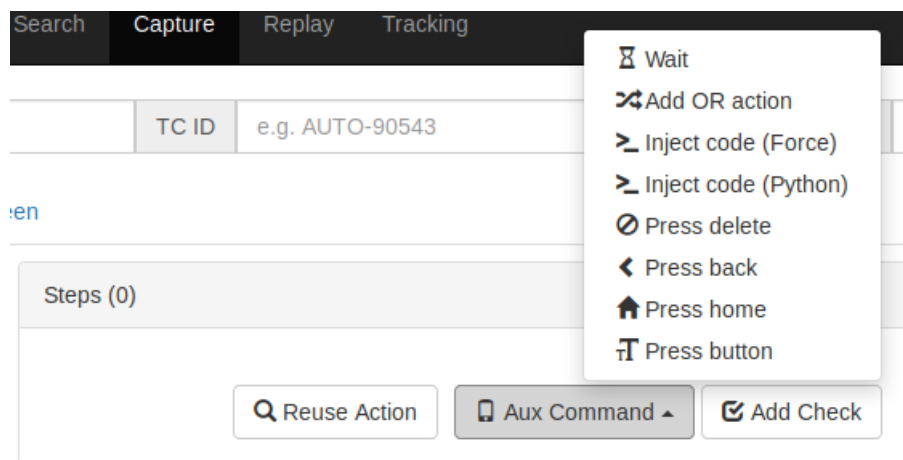 Search Capture Replay Tracking
TC ID e.g. AUTO-90543
Steps (0)
Wait
Add OR action
Inject code (Force)
Inject code (Python)
Press delete
Press back
Press home
Press button
Reuse Action Aux Command Add Check